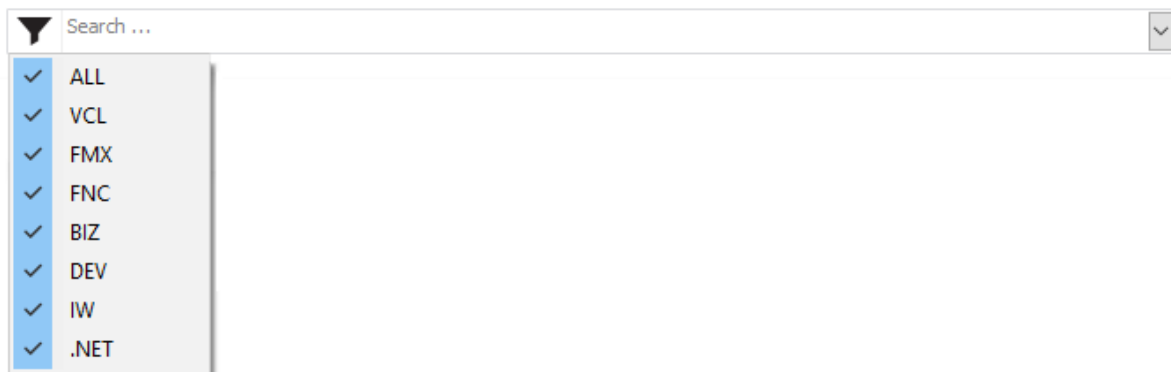 Search ...
ALL
VCL
FMX
FNC
BIZ
DEV
IW
.NET